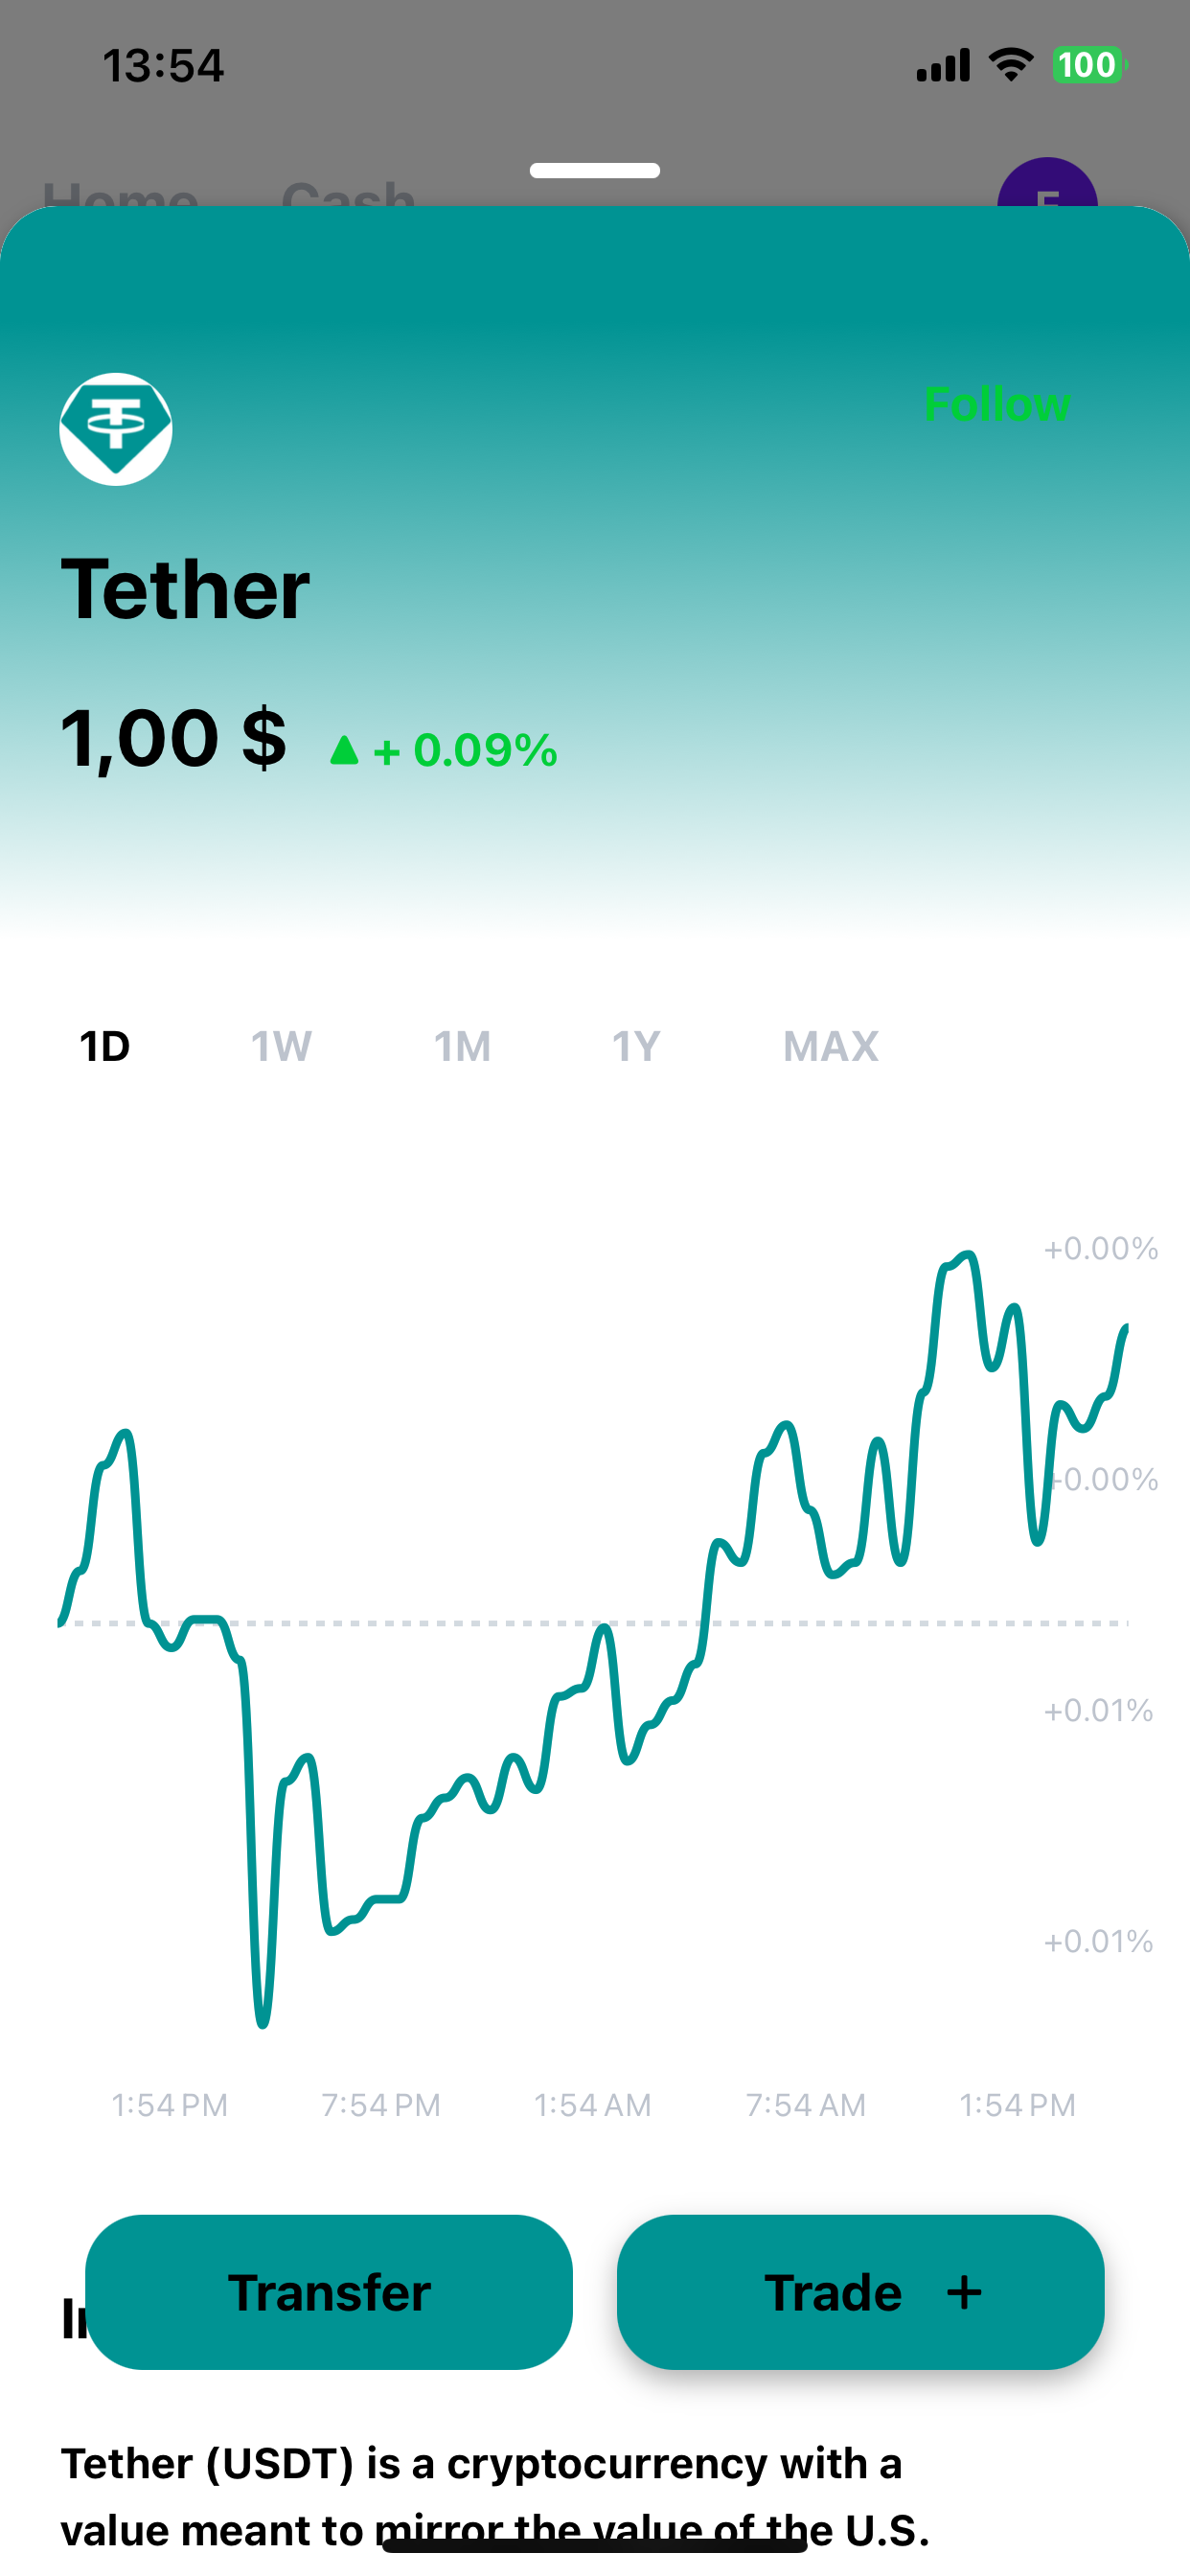 13:54
100
Home Cash
Follow
Tether
1,00 $ + 0.09%
1D 1W 1M 1Y MAX
+0.00%
+0.00%
+0.01%
+0.01%
1:54 PM 7:54 PM 1:54 AM 7:54 AM 1:54 PM
Transfer Trade +
Tether (USDT) is a cryptocurrency with a
value meant to mirror the value of the U.S.